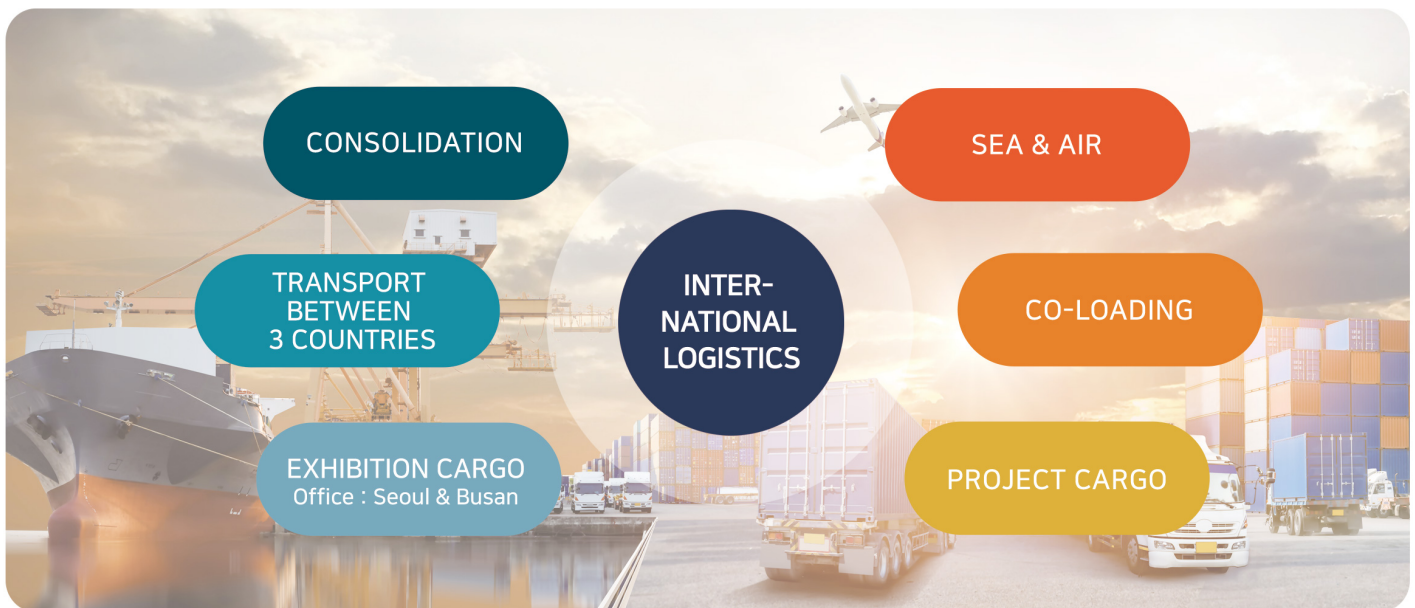 CONSOLIDATION
TRANSPORT
BETWEEN
3 COUNTRIES
EXHIBITION CARGO
Office : Seoul & Busan
INTER-
NATIONAL
LOGISTICS
SEA & AIR
CO-LOADING
PROJECT CARGO